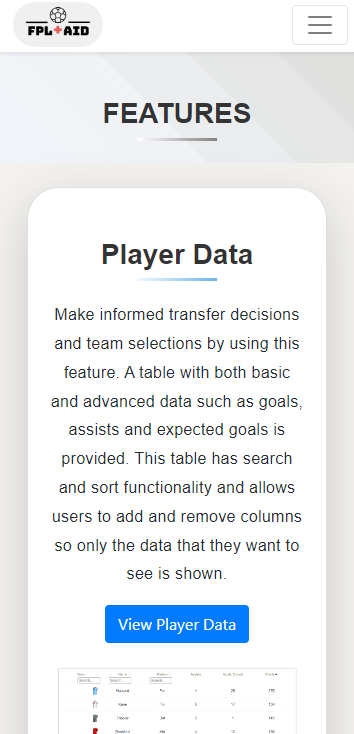 FPL+AID
FEATURES
Player Data
Make informed transfer decisions
and team selections by using this
feature. A table with both basic
and advanced data such as goals,
assists and expected goals is
provided. This table has search
and sort functionality and allows
users to add and remove columns
so only the data that they want to
see is shown.
View Player Data